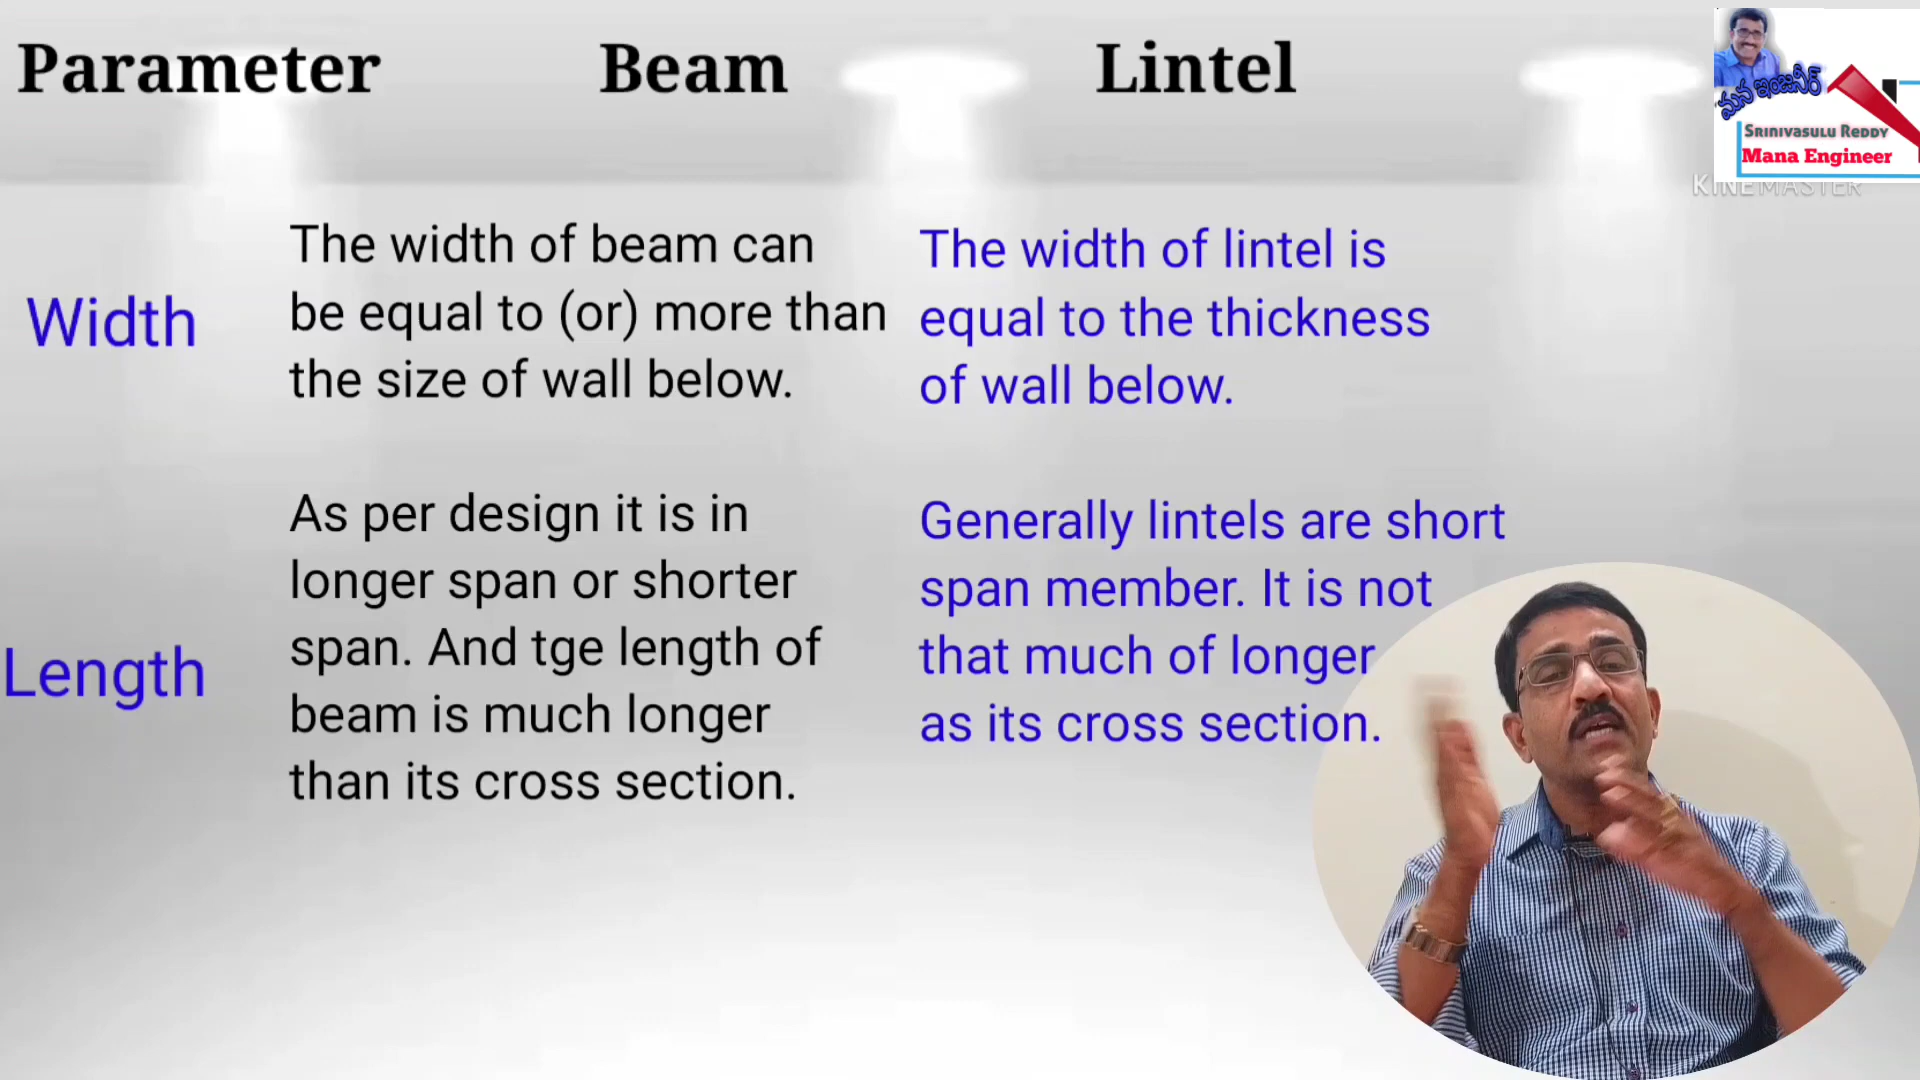 Parameter Beam Lintel
మన ఇంజనీర్
SRINIVASULU REDDY
Mana Engineer
KINEMASTER
Width
The width of beam can
be equal to (or) more than
the size of wall below.
The width of lintel is
equal to the thickness
of wall below.
Length
As per design it is in
longer span or shorter
span. And tge length of
beam is much longer
than its cross section.
Generally lintels are short
span member. It is not
that much of longer
as its cross section.